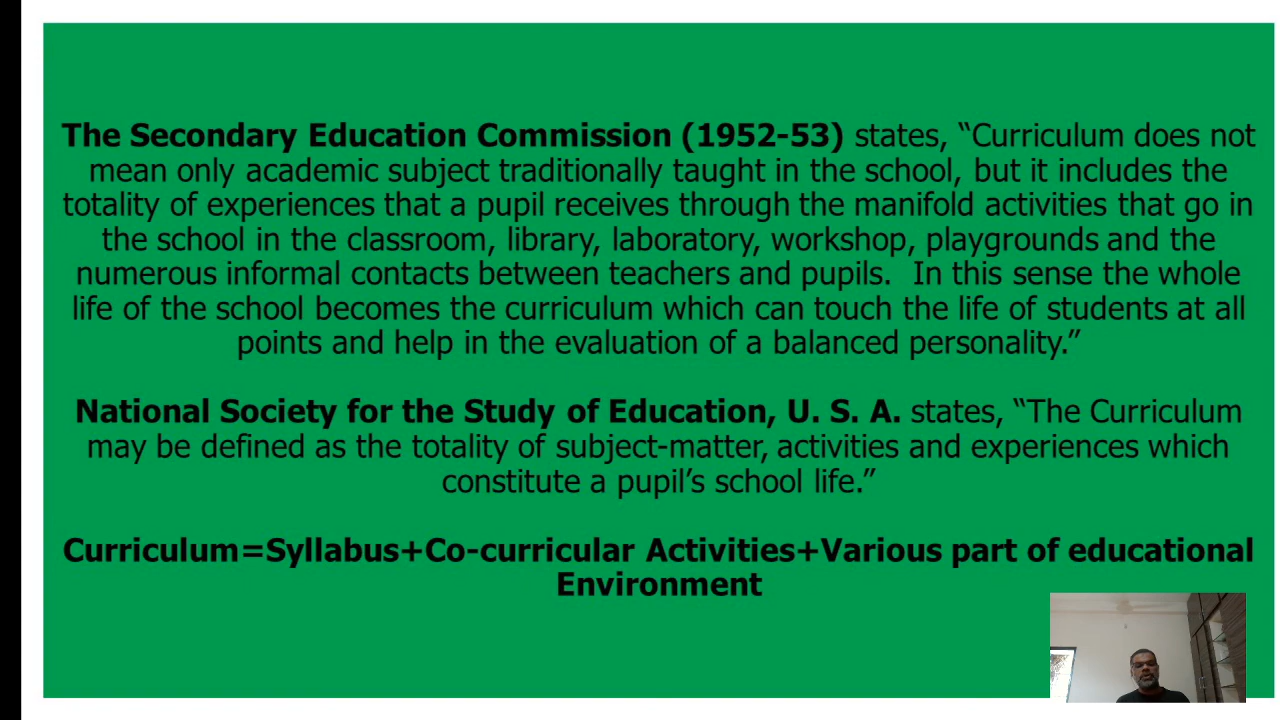 The Secondary Education Commission (1952-53) states, “Curriculum does not
mean only academic subject traditionally taught in the school, but it includes the
totality of experiences that a pupil receives through the manifold activities that go in
the school in the classroom, library, laboratory, workshop, playgrounds and the
numerous informal contacts between teachers and pupils.  In this sense the whole
life of the school becomes the curriculum which can touch the life of students at all
points and help in the evaluation of a balanced personality.”
National Society for the Study of Education, U. S. A. states, “The Curriculum
may be defined as the totality of subject-matter, activities and experiences which
constitute a pupil’s school life.”
Curriculum=Syllabus+Co-curricular Activities+Various part of educational
Environment